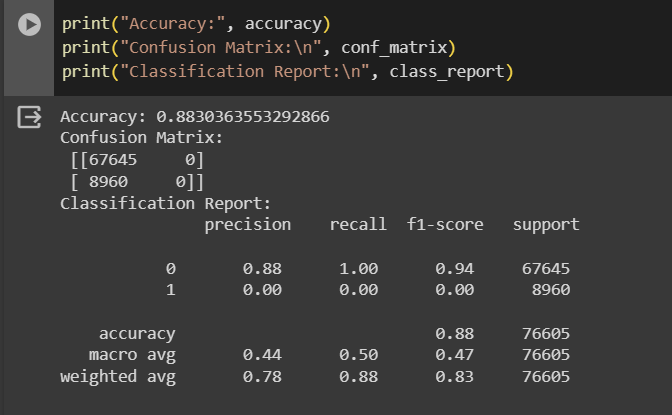 print("Accuracy:", accuracy)
print("Confusion Matrix:\n", conf_matrix)
print("Classification Report:\n", class_report)
Accuracy: 0.8830363553292866
Confusion Matrix:
 [[67645     0]
 [ 8960     0]]
Classification Report:
               precision    recall  f1-score   support
           0       0.88      1.00      0.94     67645
           1       0.00      0.00      0.00      8960
    accuracy                           0.88     76605
   macro avg       0.44      0.50      0.47     76605
weighted avg       0.78      0.88      0.83     76605